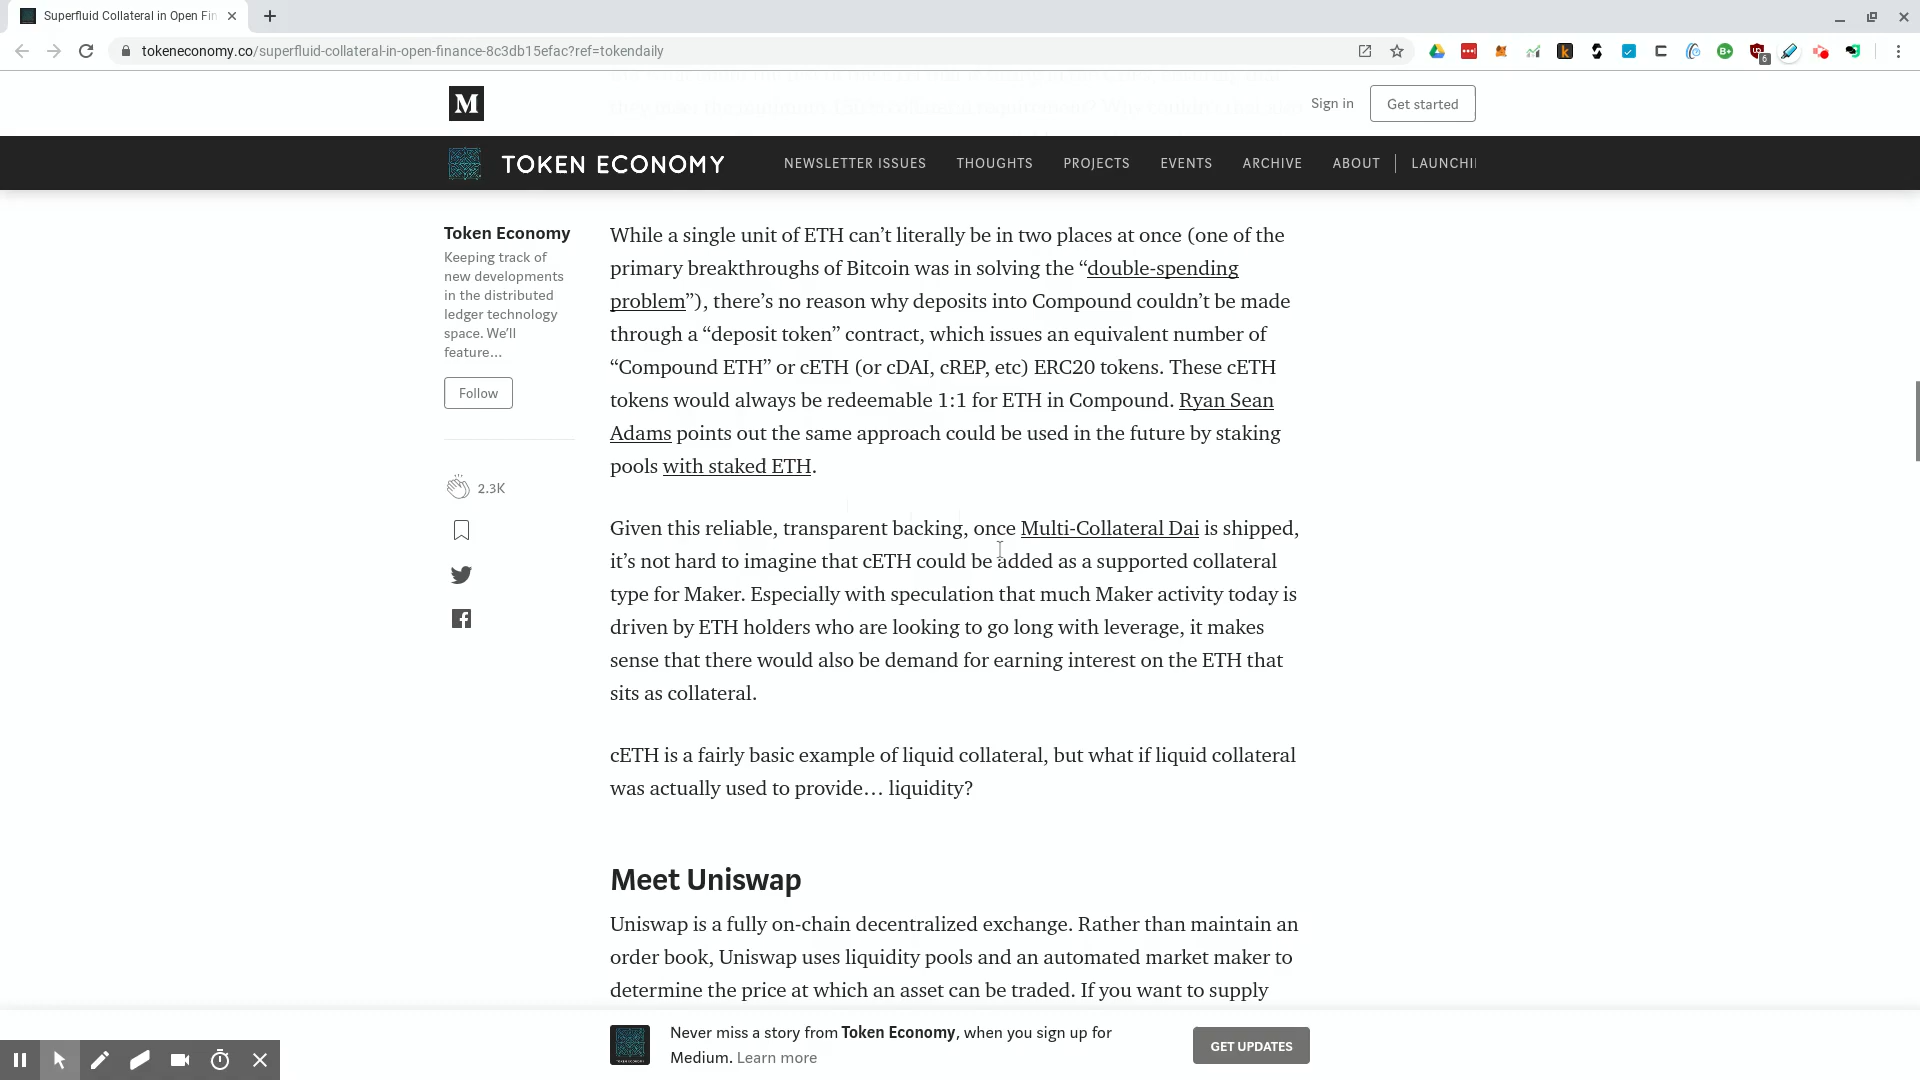 Superfluid Collateral in Open Fin
tokeneconomy.co/superfluid-collateral-in-open-finance-8c3db15efac?ref=tokendaily
M
Sign in
Get started
TOKEN ECONOMY
NEWSLETTER ISSUES
THOUGHTS
PROJECTS
EVENTS
ARCHIVE
ABOUT
LAUNCHI
Token Economy
Keeping track of
new developments
in the distributed
ledger technology
space. We’ll
feature…
Follow
2.3K
While a single unit of ETH can’t literally be in two places at once (one of the
primary breakthroughs of Bitcoin was in solving the “double-spending
problem”), there’s no reason why deposits into Compound couldn’t be made
through a “deposit token” contract, which issues an equivalent number of
“Compound ETH” or cETH (or cDAI, cREP, etc) ERC20 tokens. These cETH
tokens would always be redeemable 1:1 for ETH in Compound. Ryan Sean
Adams points out the same approach could be used in the future by staking
pools with staked ETH.
Given this reliable, transparent backing, once Multi-Collateral Dai is shipped,
it’s not hard to imagine that cETH could be added as a supported collateral
type for Maker. Especially with speculation that much Maker activity today is
driven by ETH holders who are looking to go long with leverage, it makes
sense that there would also be demand for earning interest on the ETH that
sits as collateral.
cETH is a fairly basic example of liquid collateral, but what if liquid collateral
was actually used to provide… liquidity?
Meet Uniswap
Uniswap is a fully on-chain decentralized exchange. Rather than maintain an
order book, Uniswap uses liquidity pools and an automated market maker to
determine the price at which an asset can be traded. If you want to supply
Never miss a story from Token Economy, when you sign up for
Medium. Learn more
GET UPDATES